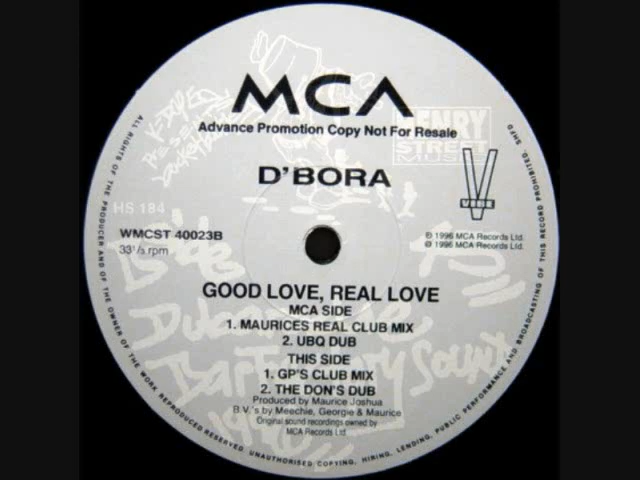 MCA
Advance Promotion Copy Not For Resale
HENRY
STREET
MUSIC
D'BORA
V
VIBE
HS 184
WMCST 40023B
33⅓ rpm
℗ 1996 MCA Records Ltd.
© 1996 MCA Records Ltd.
GOOD LOVE, REAL LOVE
MCA SIDE
1. MAURICES REAL CLUB MIX
2. UBQ DUB
THIS SIDE
1. GP'S CLUB MIX
2. THE DON'S DUB
Produced by Maurice Joshua
B.V.'s by Meechie, Georgie & Maurice
Original sound recordings owned by
MCA Records Ltd.
ALL RIGHTS OF THE PRODUCER AND OF THE OWNER OF THE WORK REPRODUCED RESERVED. UNAUTHORISED COPYING, HIRING, LENDING, PUBLIC PERFORMANCE AND BROADCASTING OF THIS RECORD PROHIBITED.